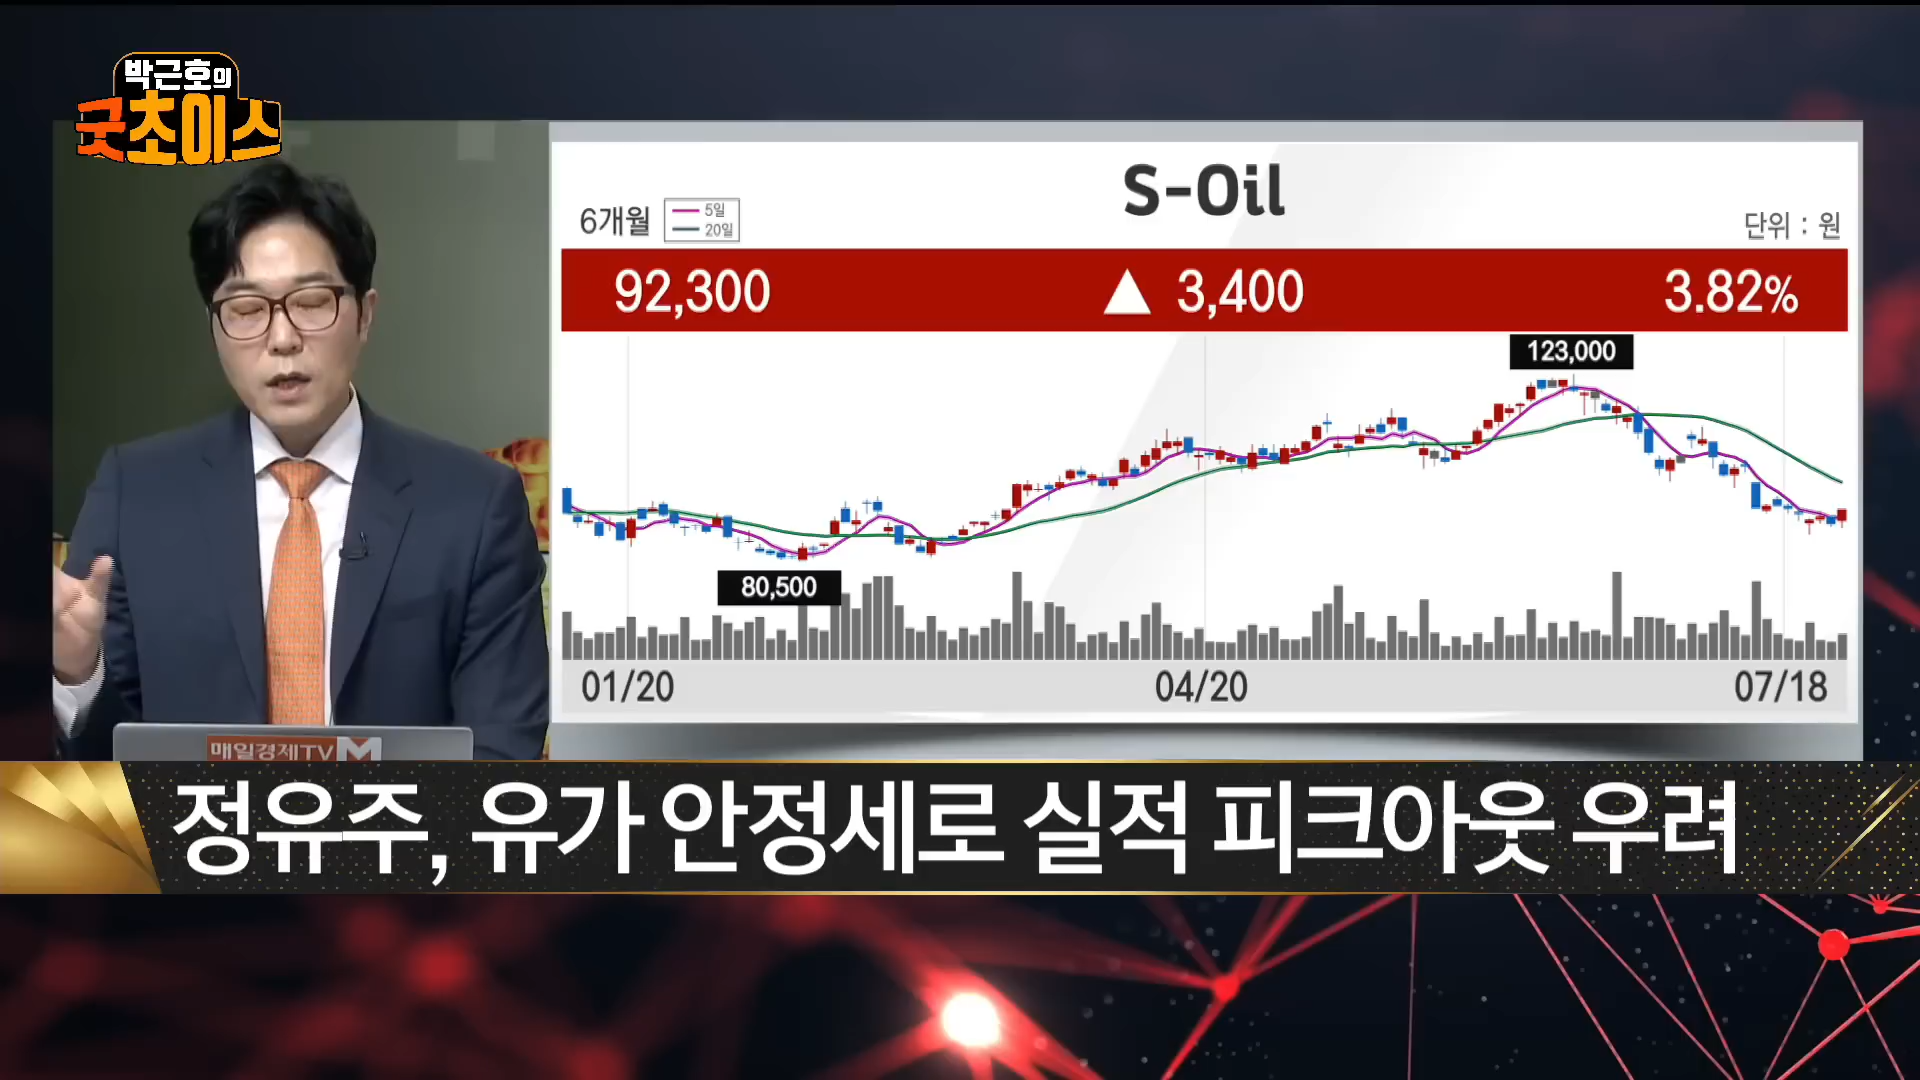 박근호의
굿초이스
S-Oil
6개월
5일
20일
단위 : 원
92,300 ▲ 3,400 3.82%
123,000
80,500
01/20 04/20 07/18
매일경제TV M
정유주, 유가 안정세로 실적 피크아웃 우려